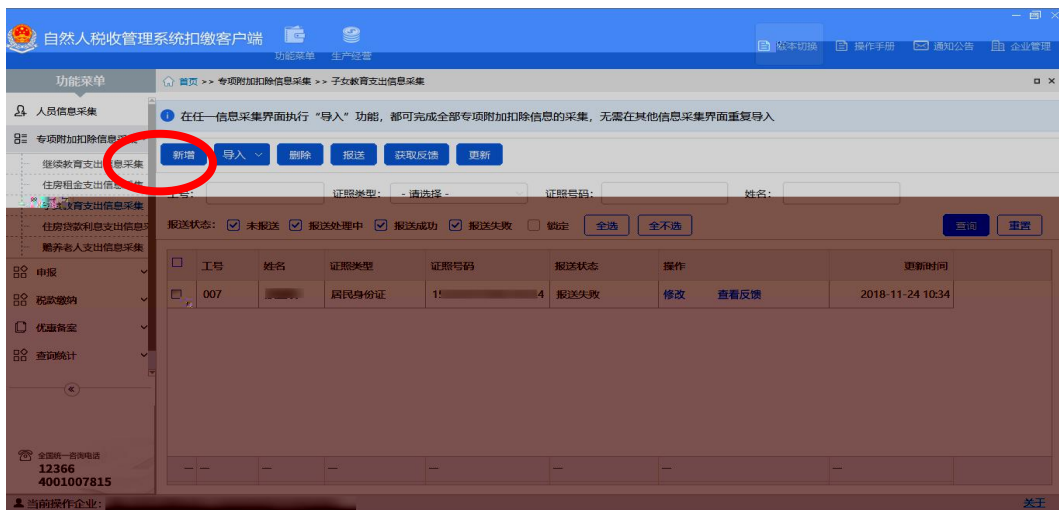 自然人税收管理系统扣缴客户端
功能菜单 生产经营
版本切换 操作手册 通知公告 企业管理
功能菜单
首页 >> 专项附加扣除信息采集 >> 子女教育支出信息采集
人员信息采集
专项附加扣除信息采集
继续教育支出信息采集
住房租金支出信息采集
子女教育支出信息采集
住房贷款利息支出信息采
赡养老人支出信息采集
申报
税款缴纳
优惠备案
查询统计
全国统一咨询电话
12366
4001007815
在任一信息采集界面执行“导入”功能，都可完成全部专项附加扣除信息的采集，无需在其他信息采集界面重复导入
新增 导入 删除 报送 获取反馈 更新
工号: 证照类型: - 请选择 - 证照号码: 姓名:
报送状态: 未报送 报送处理中 报送成功 报送失败 锁定 全选 全不选 查询 重置
工号 姓名 证照类型 证照号码 报送状态 操作 更新时间
007 居民身份证 15 4 报送失败 修改 查看反馈 2018-11-24 10:34
-- -- -- -- -- -- -- --
当前操作企业: 关于